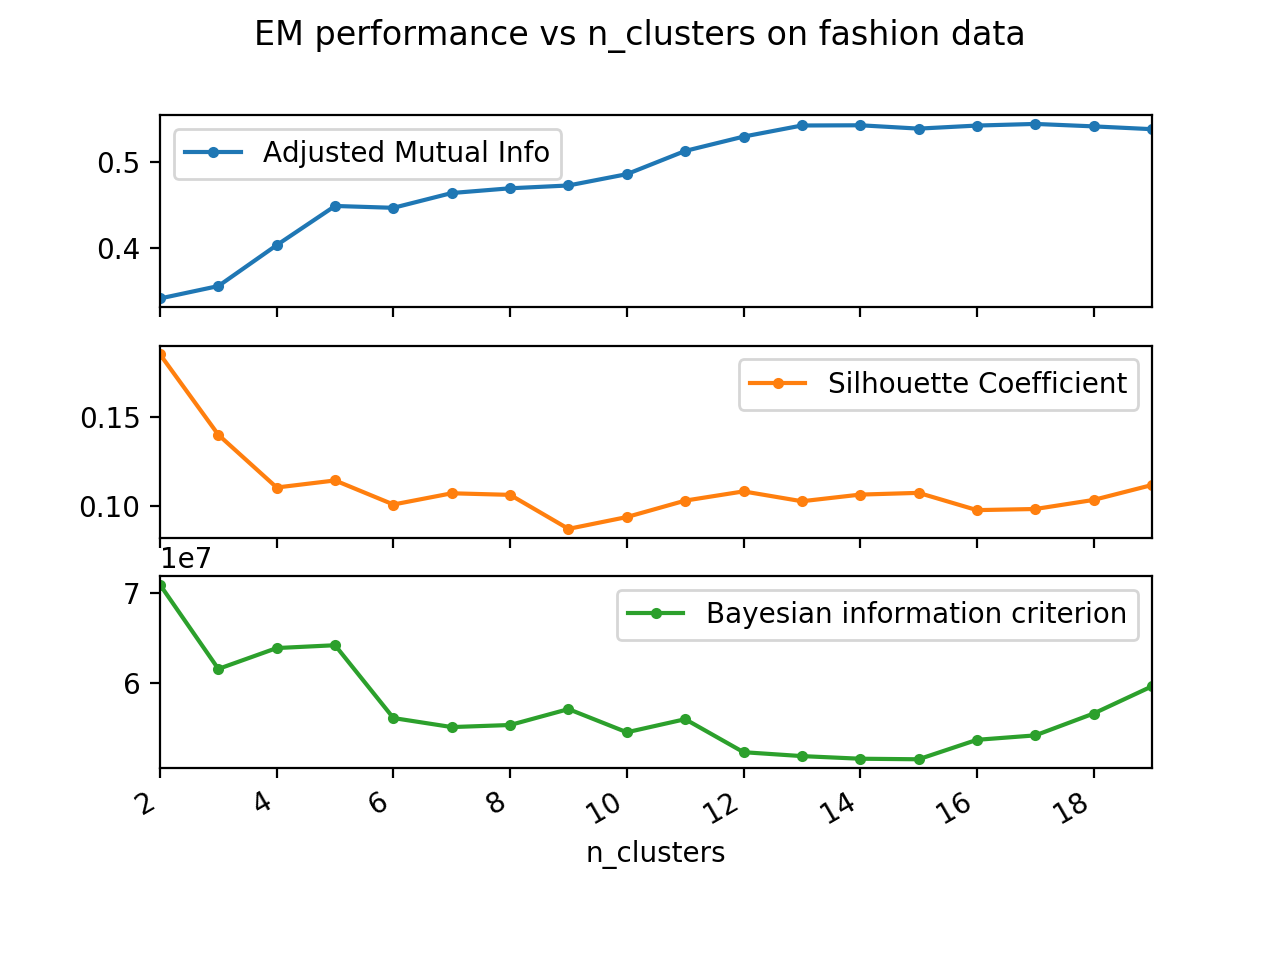 EM performance vs n_clusters on fashion data
Adjusted Mutual Info
0.5
0.4
Silhouette Coefficient
0.15
0.10
1e7
Bayesian information criterion
7
6
2 4 6 8 10 12 14 16 18
n_clusters